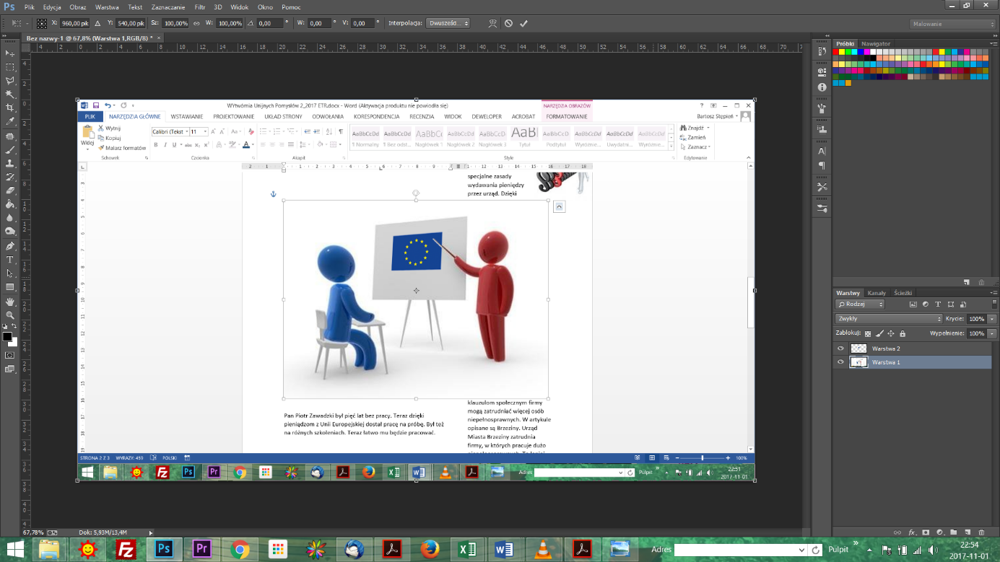 Ps Plik Edycja Obraz Warstwa Tekst Zaznaczanie Filtr 3D Widok Okno Pomoc
X: 960,00 pik Y: 540,00 pik Sz: 100,00% W: 100,00% 0,00 ° W: 0,00 ° V: 0,00 ° Interpolacja: Dwusześd... Malowanie
Bez nazwy-1 @ 67,8% (Warstwa 1,RGB/8) * ×
Próbki Nawigator
WYtwórnia Unijnych Pomysłów 2_2017 ETR.docx - Word (Aktywacja produktu nie powiodła się) NARZĘDZIA OBRAZÓW
PLIK NARZĘDZIA GŁÓWNE WSTAWIANIE PROJEKTOWANIE UKŁAD STRONY ODWOŁANIA KORESPONDENCJA RECENZJA WIDOK DEWELOPER ACROBAT FORMATOWANIE Bartosz Stępień
Wklej
Wytnij
Kopiuj
Malarz formatów
Schowek
Calibri (Tekst 11
Czcionka
Akapit
AaBbCcDd AaBbCcDd AaBbCc AaBbCcD AaBbCcD AaBl AaBbCcD AaBbCcDd AaBbCcDd AaBbCcDd
¶ Normalny ¶ Bez odst... Nagłówek 1 Nagłówek 2 Nagłówek 3 Tytuł Podtytuł Wyróżnie... Uwydatni... Wyróżnie...
Style
Znajdź
Zamień
Zaznacz
Edytowanie
specjalne zasady
wydawania pieniędzy
przez urząd. Dzięki
klauzulom społecznym firmy
mogą zatrudniać więcej osób
niepełnosprawnych. W artykule
opisane są Brzeziny. Urząd
Miasta Brzeziny zatrudnia
firmy, w których pracuje dużo
Pan Piotr Zawadzki był pięć lat bez pracy. Teraz dzięki
pieniądzom z Unii Europejskiej dostał pracę na próbę. Był też
na różnych szkoleniach. Teraz łatwo mu będzie pracować.
STRONA 2 Z 3 WYRAZY: 459 POLSKI 100%
Adres Pulpit 22:51
2017-11-01
Warstwy Kanały Ścieżki
Rodzaj
Zwykły Krycie: 100%
Zablokuj: Wypełnienie: 100%
Warstwa 2
Warstwa 1
67,78% Dok: 5,93M/13,4M
Adres Pulpit 22:54
2017-11-01